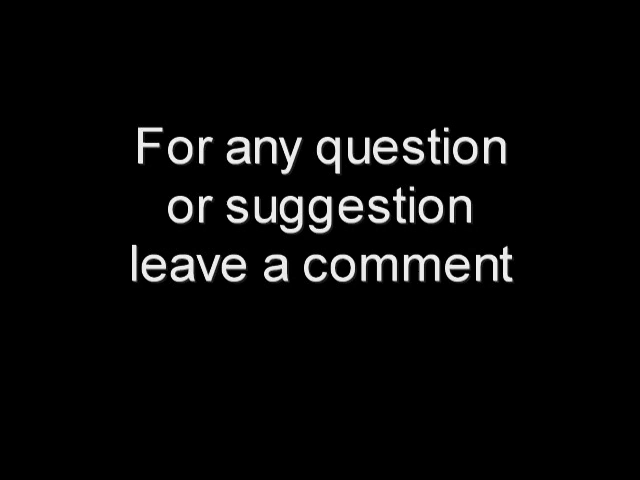 For any question
or suggestion
leave a comment